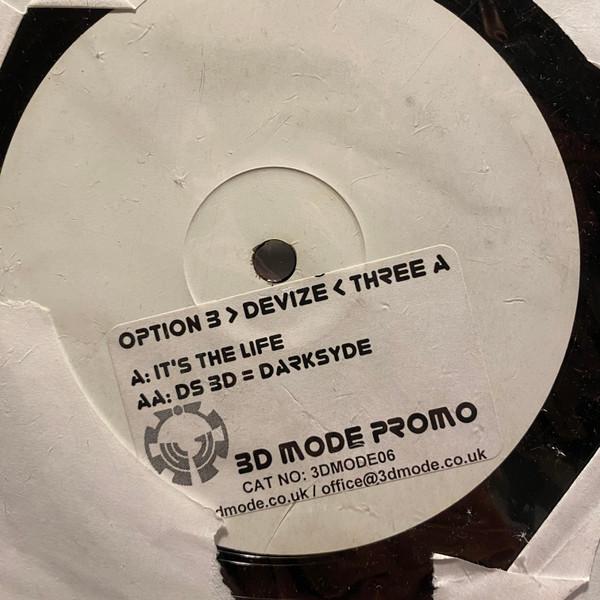 OPTION 3 > DEVIZE < THREE A
A: IT'S THE LIFE
AA: DS 3D = DARKSYDE
3D MODE PROMO
CAT NO: 3DMODE06
dmode.co.uk / office@3dmode.co.uk